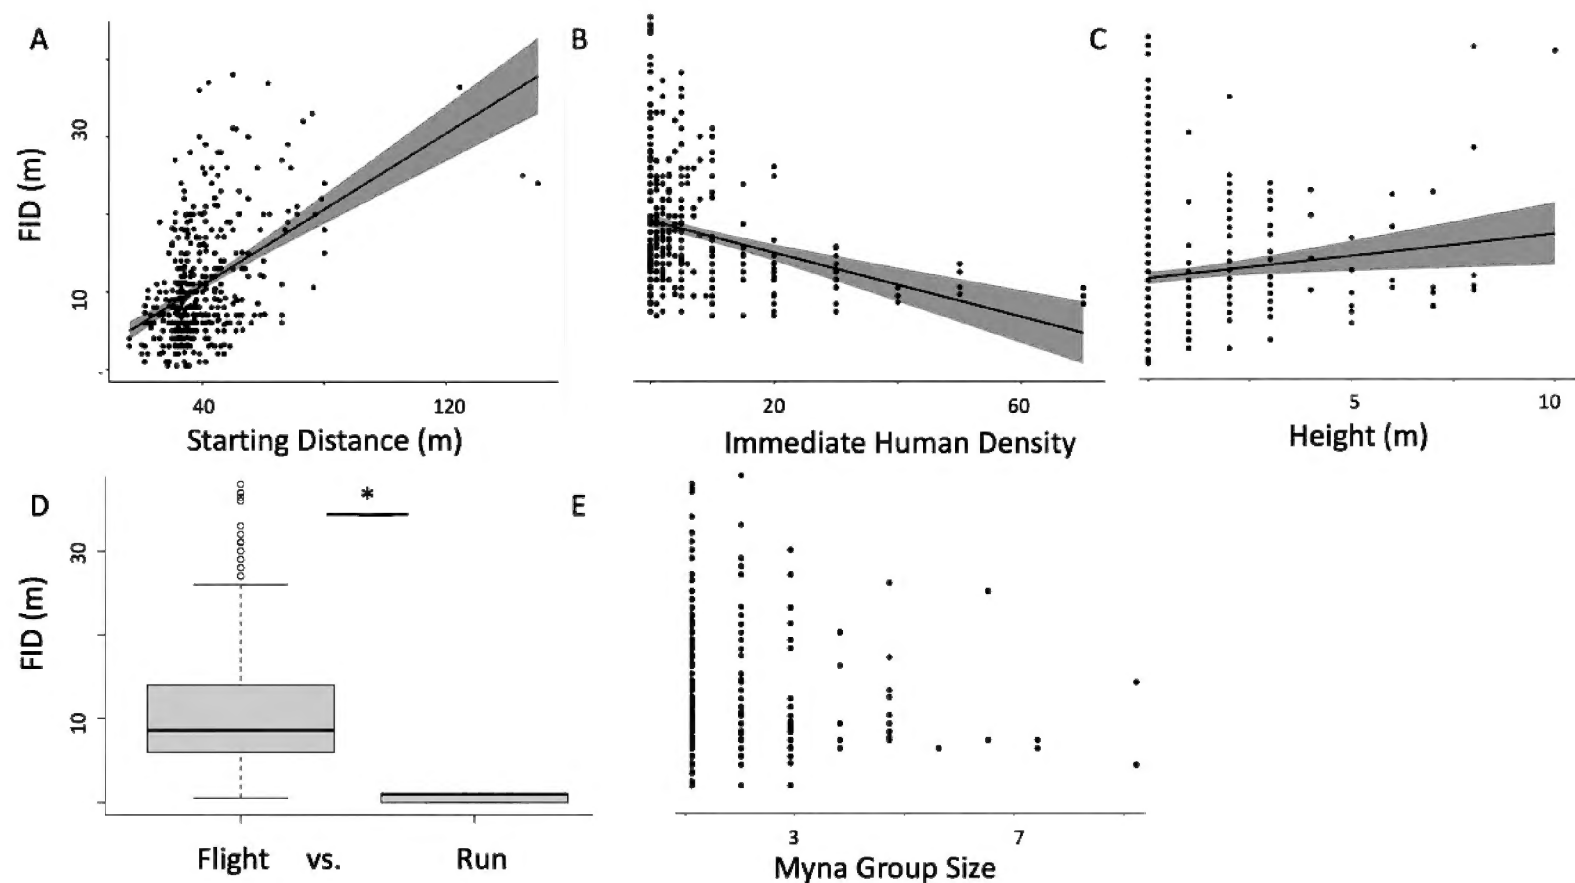 A
B
C
FID (m)
30
10
40
120
20
60
5
10
Starting Distance (m)
Immediate Human Density
Height (m)
D
*
E
FID (m)
30
10
Flight vs. Run
3
7
Myna Group Size